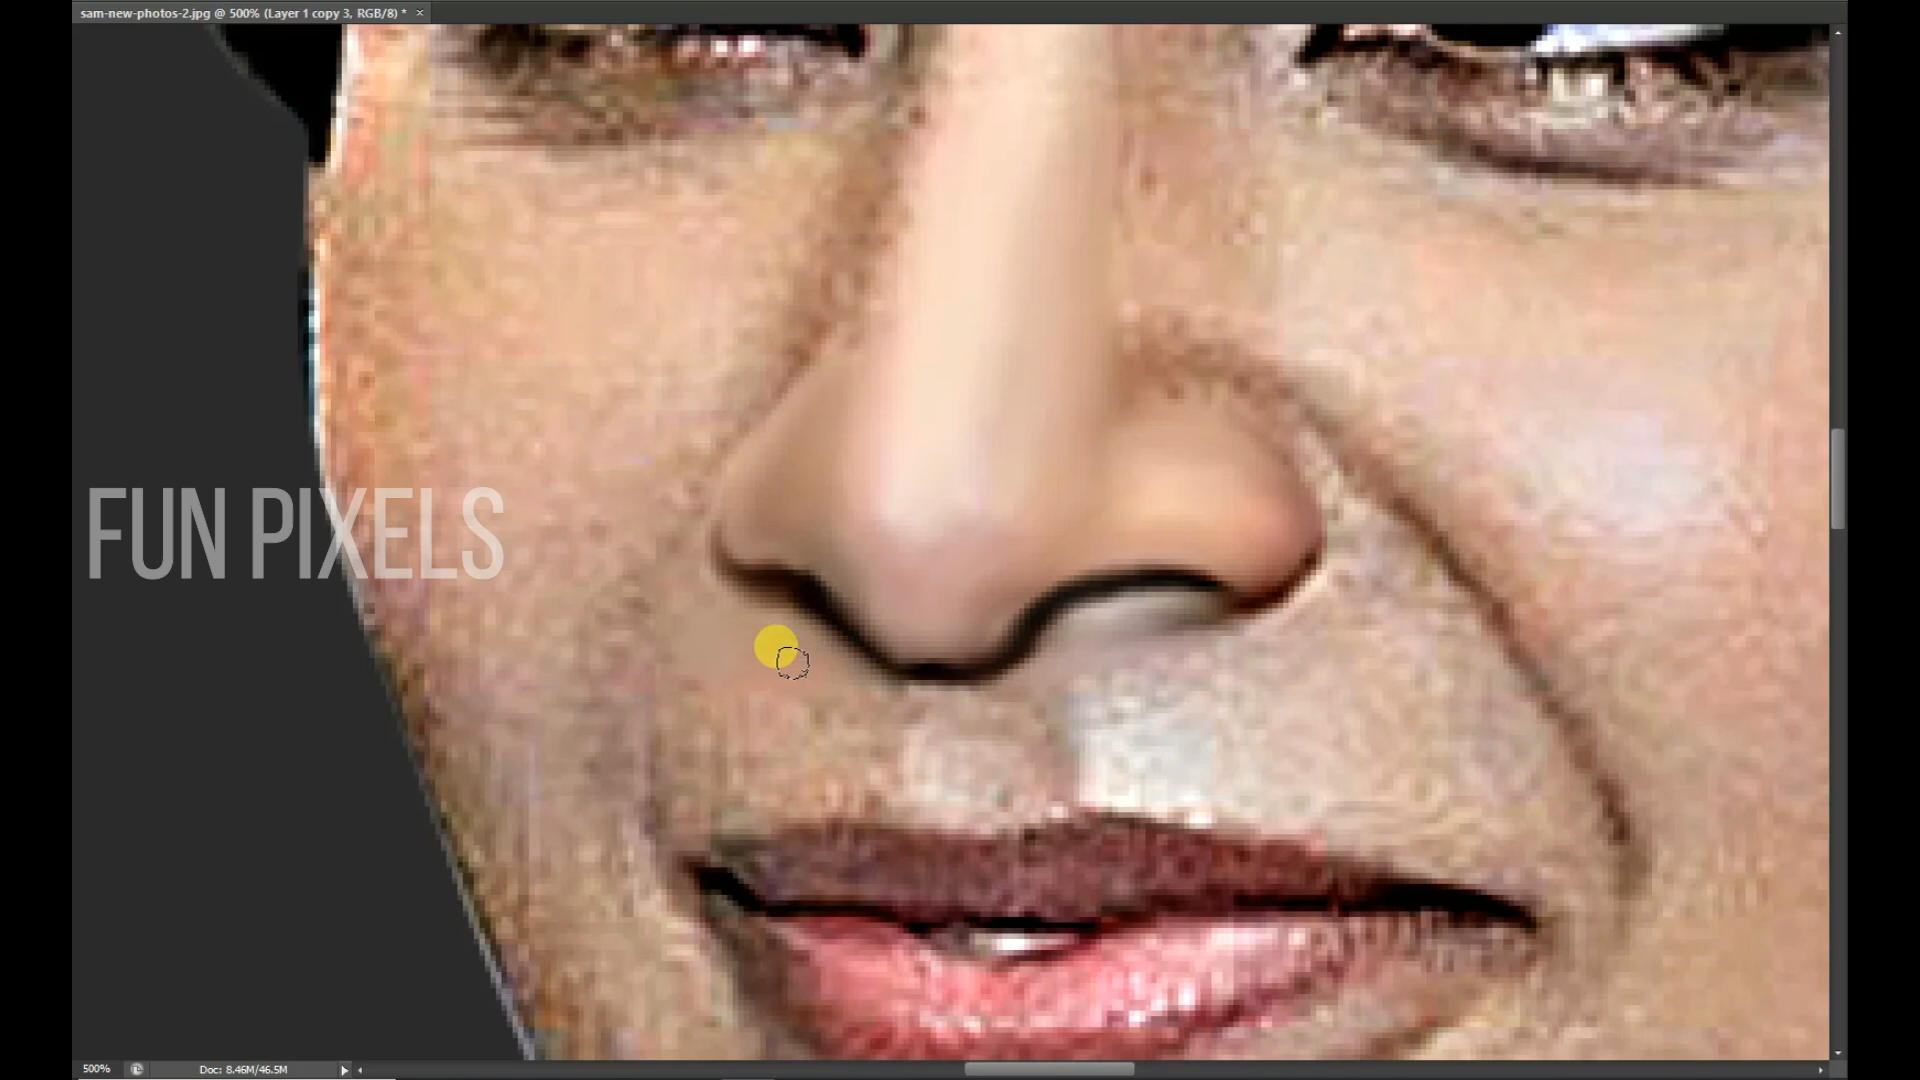 sam-new-photos-2.jpg @ 500% (Layer 1 copy 3, RGB/8) * ×
FUN PIXELS
500% Doc: 8.46M/46.5M